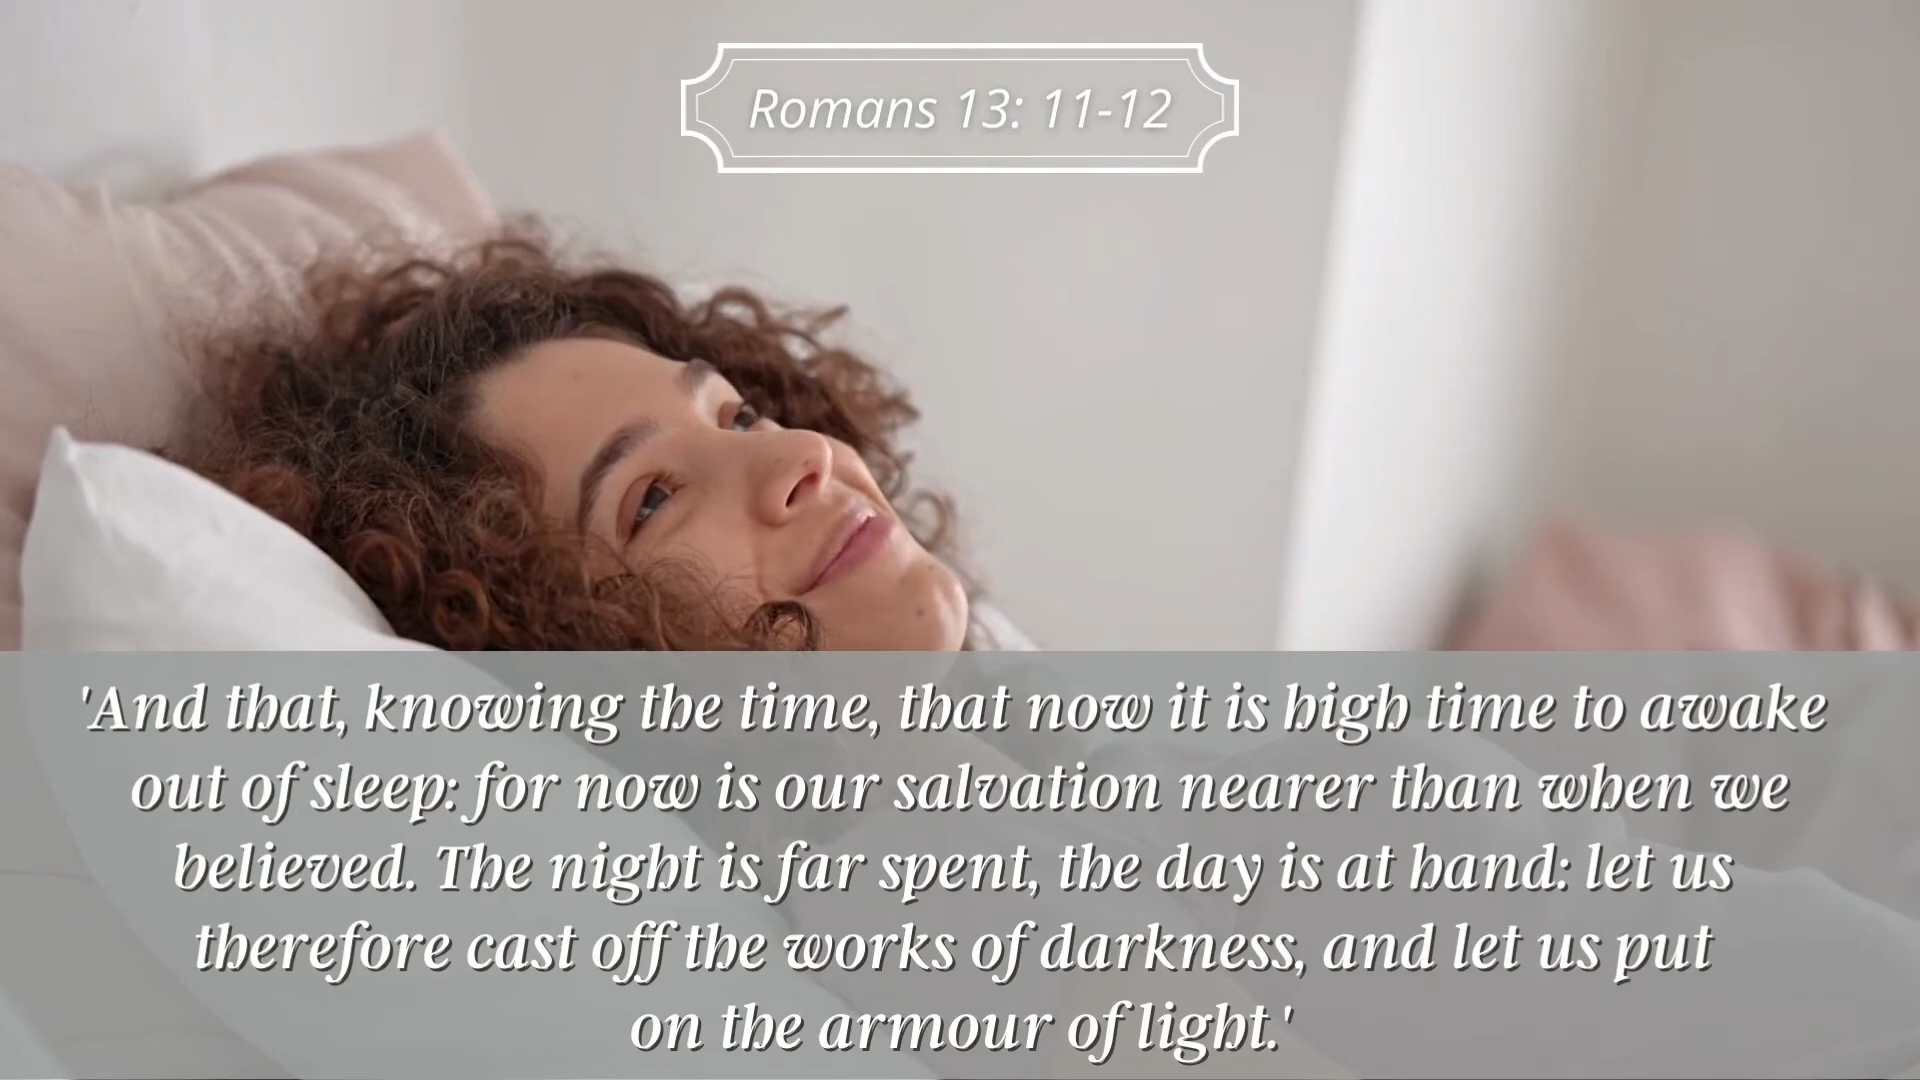 Romans 13: 11-12
'And that, knowing the time, that now it is high time to awake
out of sleep: for now is our salvation nearer than when we
believed. The night is far spent, the day is at hand: let us
therefore cast off the works of darkness, and let us put
on the armour of light.'